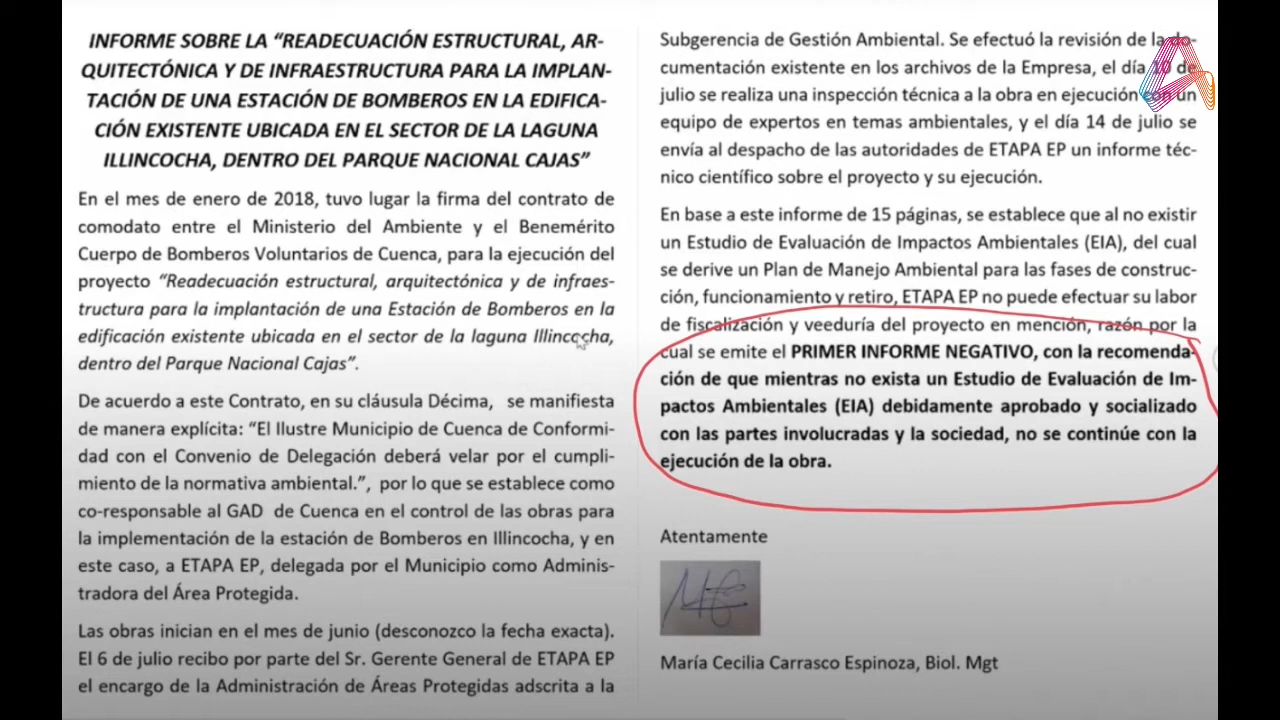 INFORME SOBRE LA “READECUACIÓN ESTRUCTURAL, AR-
QUITECTÓNICA Y DE INFRAESTRUCTURA PARA LA IMPLAN-
TACIÓN DE UNA ESTACIÓN DE BOMBEROS EN LA EDIFICA-
CIÓN EXISTENTE UBICADA EN EL SECTOR DE LA LAGUNA
ILLINCOCHA, DENTRO DEL PARQUE NACIONAL CAJAS”
En el mes de enero de 2018, tuvo lugar la firma del contrato de
comodato entre el Ministerio del Ambiente y el Benemérito
Cuerpo de Bomberos Voluntarios de Cuenca, para la ejecución del
proyecto “Readecuación estructural, arquitectónica y de infraes-
tructura para la implantación de una Estación de Bomberos en la
edificación existente ubicada en el sector de la laguna Illincocha,
dentro del Parque Nacional Cajas”.
De acuerdo a este Contrato, en su cláusula Décima, se manifiesta
de manera explícita: “El Ilustre Municipio de Cuenca de Conformi-
dad con el Convenio de Delegación deberá velar por el cumpli-
miento de la normativa ambiental.”, por lo que se establece como
co-responsable al GAD de Cuenca en el control de las obras para
la implementación de la estación de Bomberos en Illincocha, y en
este caso, a ETAPA EP, delegada por el Municipio como Adminis-
tradora del Área Protegida.
Las obras inician en el mes de junio (desconozco la fecha exacta).
El 6 de julio recibo por parte del Sr. Gerente General de ETAPA EP
el encargo de la Administración de Áreas Protegidas adscrita a la
Subgerencia de Gestión Ambiental. Se efectuó la revisión de la do-
cumentación existente en los archivos de la Empresa, el día 10 de
julio se realiza una inspección técnica a la obra en ejecución con un
equipo de expertos en temas ambientales, y el día 14 de julio se
envía al despacho de las autoridades de ETAPA EP un informe téc-
nico científico sobre el proyecto y su ejecución.
En base a este informe de 15 páginas, se establece que al no existir
un Estudio de Evaluación de Impactos Ambientales (EIA), del cual
se derive un Plan de Manejo Ambiental para las fases de construc-
ción, funcionamiento y retiro, ETAPA EP no puede efectuar su labor
de fiscalización y veeduría del proyecto en mención, razón por la
cual se emite el PRIMER INFORME NEGATIVO, con la recomenda-
ción de que mientras no exista un Estudio de Evaluación de Im-
pactos Ambientales (EIA) debidamente aprobado y socializado
con las partes involucradas y la sociedad, no se continúe con la
ejecución de la obra.
Atentamente
María Cecilia Carrasco Espinoza, Biol. Mgt